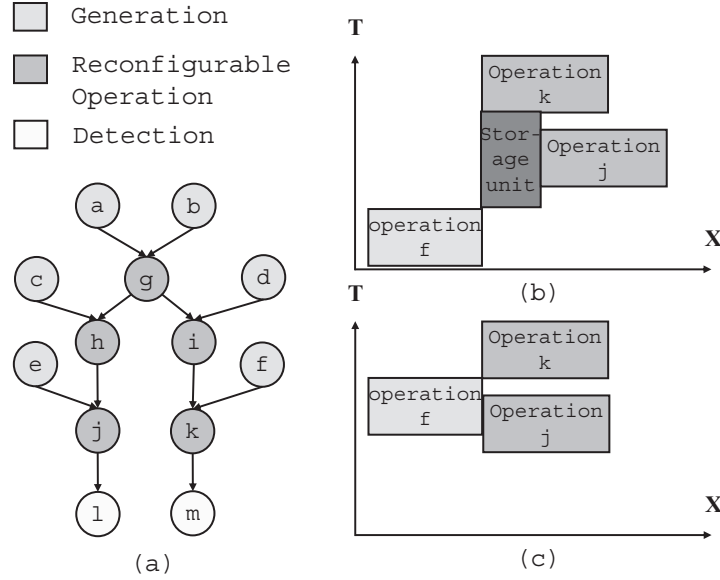 Generation
Reconfigurable
Operation
Detection
a
b
c
g
d
h
i
e
f
j
k
l
m
(a)
T
Operation
k
Stor-
age
unit
Operation
j
operation
f
X
(b)
T
Operation
k
operation
f
Operation
j
X
(c)